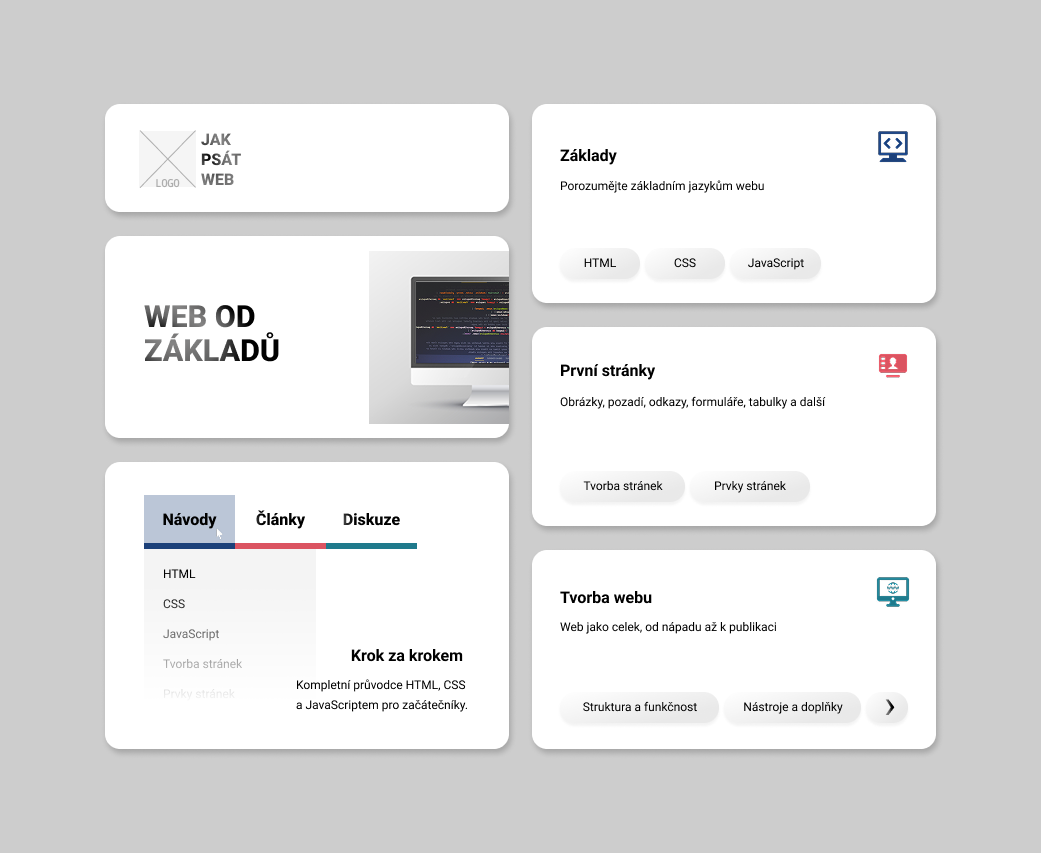 LOGO
JAK
PSÁT
WEB
WEB OD
ZÁKLADŮ
Návody
Články
Diskuze
HTML
CSS
JavaScript
Tvorba stránek
Prvky stránek
Krok za krokem
Kompletní průvodce HTML, CSS
a JavaScriptem pro začátečníky.
Základy
Porozumějte základním jazykům webu
HTML
CSS
JavaScript
První stránky
Obrázky, pozadí, odkazy, formuláře, tabulky a další
Tvorba stránek
Prvky stránek
Tvorba webu
Web jako celek, od nápadu až k publikaci
Struktura a funkčnost
Nástroje a doplňky